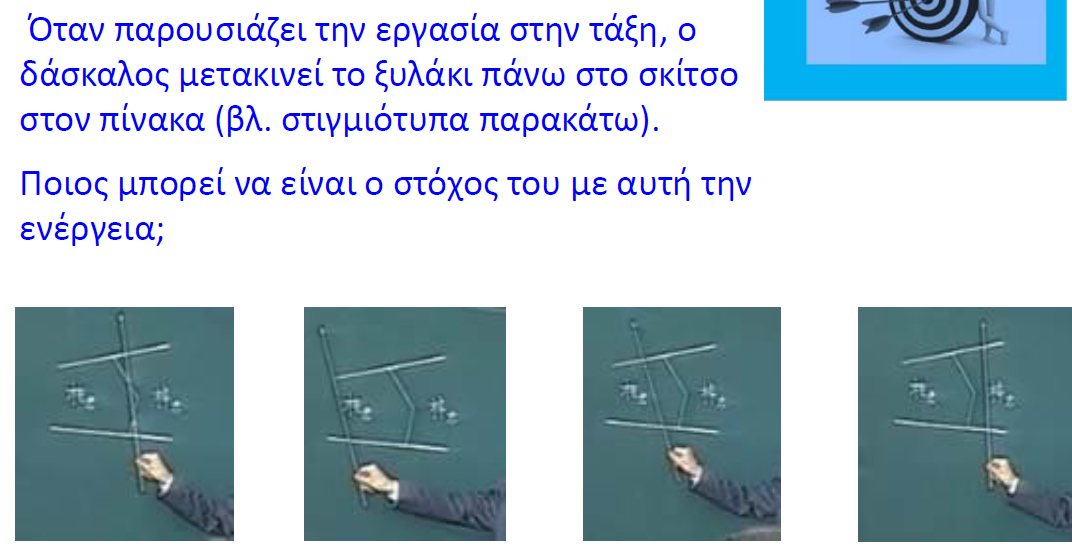 Όταν παρουσιάζει την εργασία στην τάξη, ο
δάσκαλος μετακινεί το ξυλάκι πάνω στο σκίτσο
στον πίνακα (βλ. στιγμιότυπα παρακάτω).
Ποιος μπορεί να είναι ο στόχος του με αυτή την
ενέργεια;